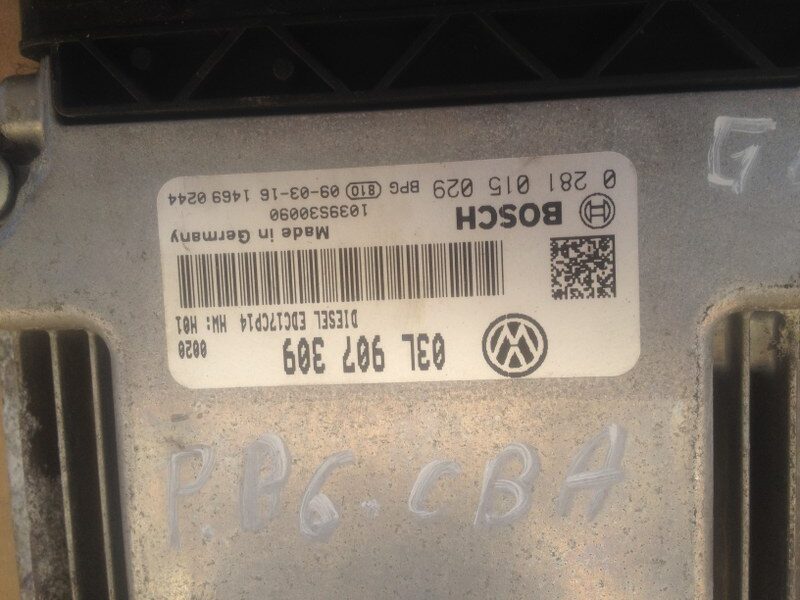 03L 907 309
0020
DIESEL EDC17CP14 HW: H01
Made in Germany
1039S30090
BOSCH
0 281 015 029 BPG 810 09-03-16 1469 0244
P.B6.CBA
G